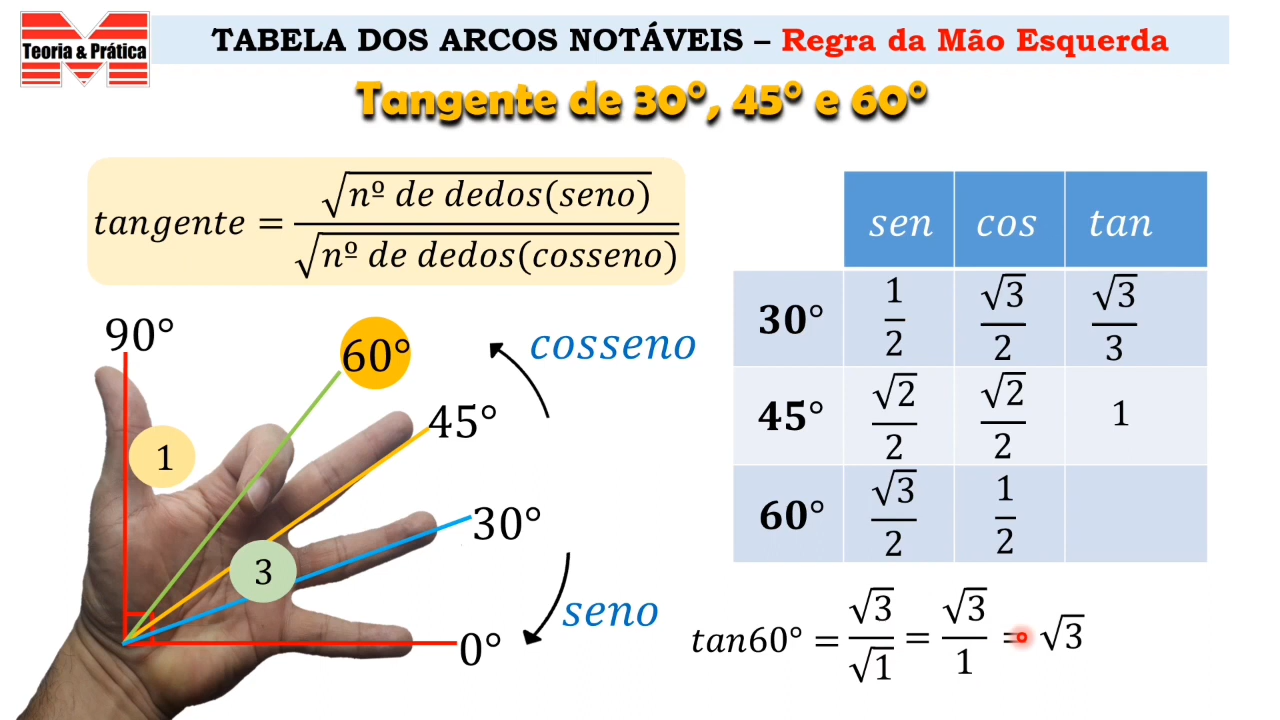 Teoria & Prática
TABELA DOS ARCOS NOTÁVEIS – Regra da Mão Esquerda
Tangente de 30°, 45° e 60°
tangente = √nº de dedos(seno) / √nº de dedos(cosseno)
sen cos tan
30° 1/2 √3/2 √3/3
45° √2/2 √2/2 1
60° √3/2 1/2
90°
60°
cosseno
45°
1
30°
3
seno
0°
tan60° = √3/√1 = √3/1 = √3